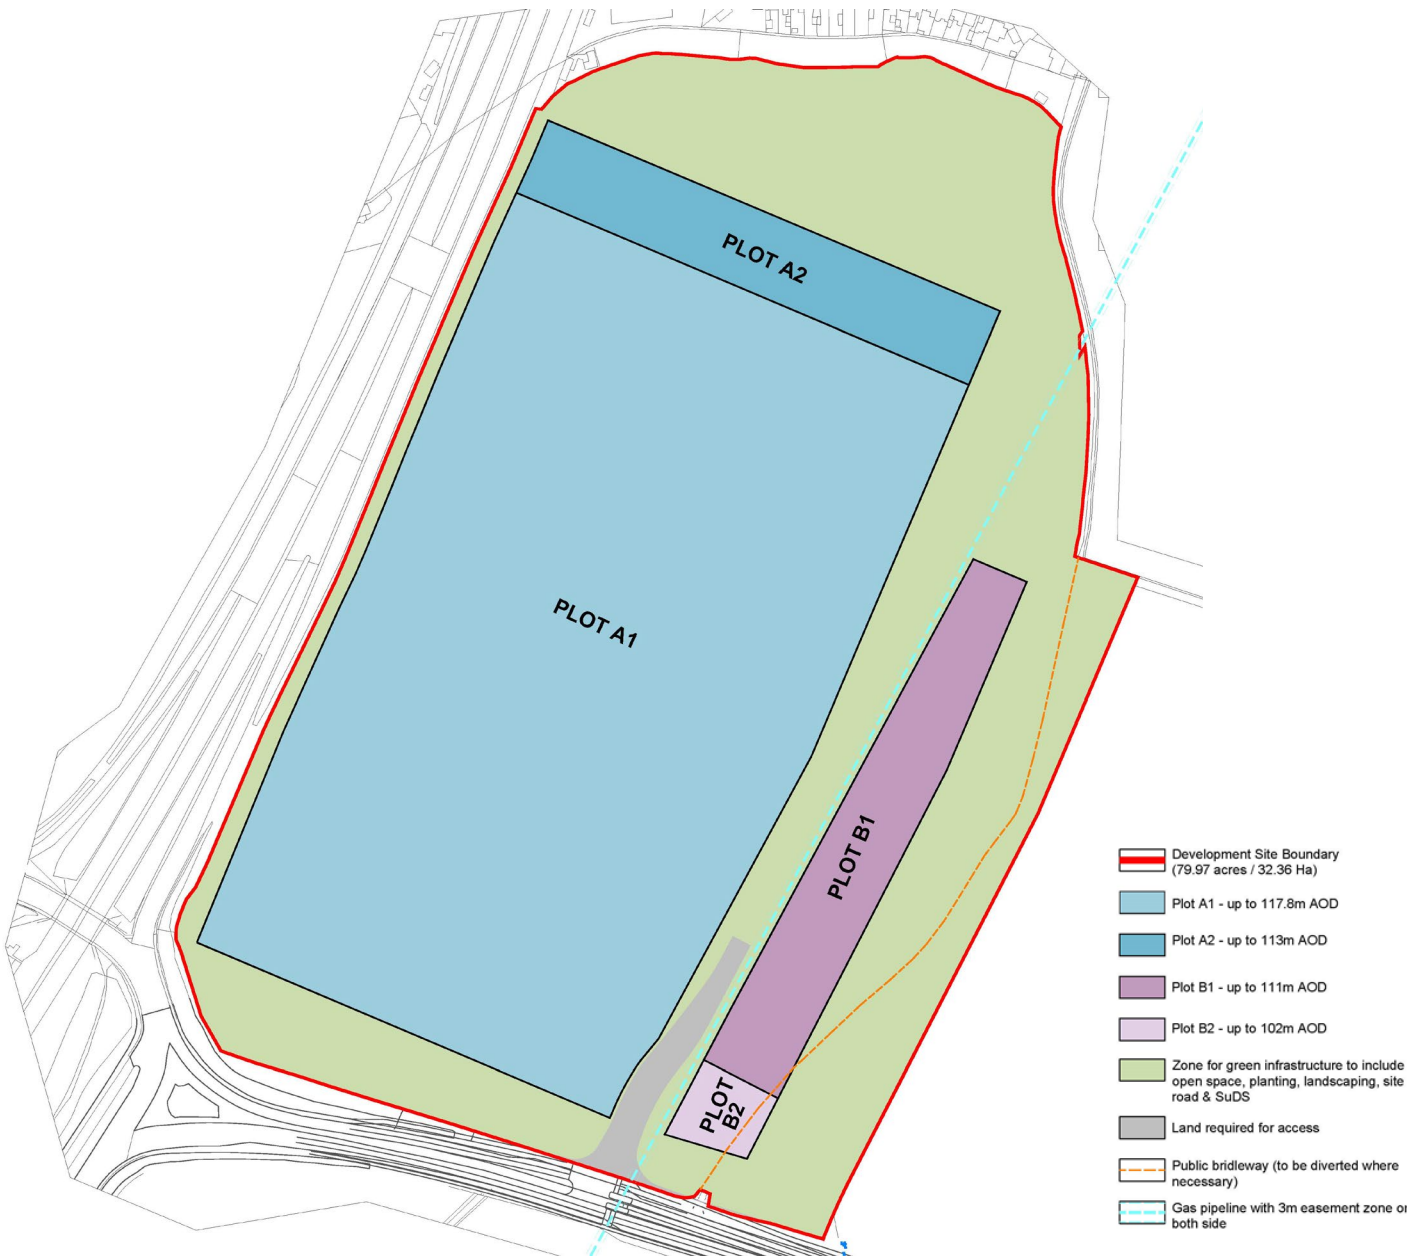 PLOT A2
PLOT A1
PLOT B1
PLOT
B2
Development Site Boundary
(79.97 acres / 32.36 Ha)
Plot A1 - up to 117.8m AOD
Plot A2 - up to 113m AOD
Plot B1 - up to 111m AOD
Plot B2 - up to 102m AOD
Zone for green infrastructure to include
open space, planting, landscaping, site
road & SuDS
Land required for access
Public bridleway (to be diverted where
necessary)
Gas pipeline with 3m easement zone or
both side